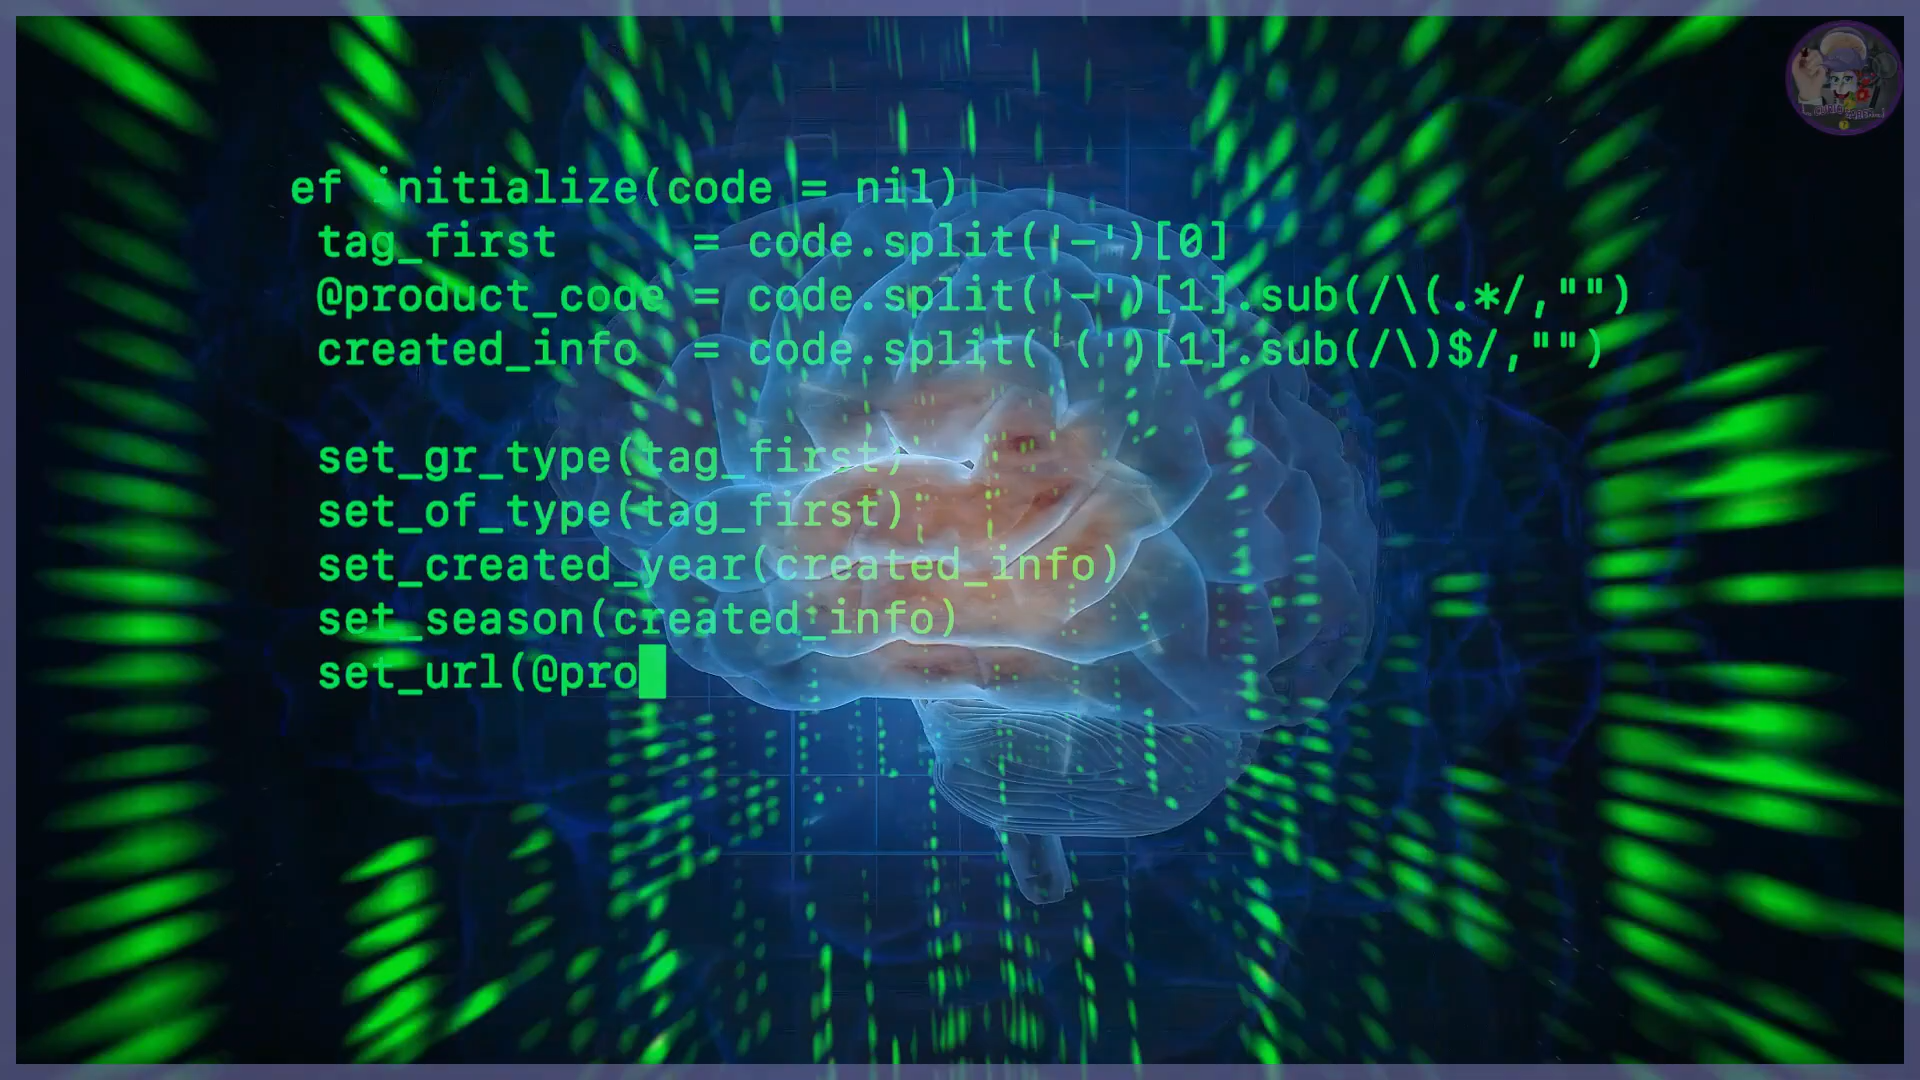 ef initialize(code = nil)
tag_first = code.split('-')[0]
@product_code = code.split('-')[1].sub(/\(.*/,"")
created_info = code.split('(')[1].sub(/\)$/,"")
set_gr_type(tag_first)
set_of_type(tag_first)
set_created_year(created_info)
set_season(created_info)
set_url(@pro